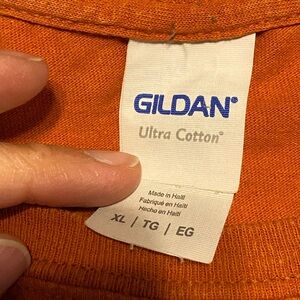 GILDAN®
Ultra Cotton®
Made in Haiti
Fabriqué en Haïti
Hecho en Haití
XL / TG / EG